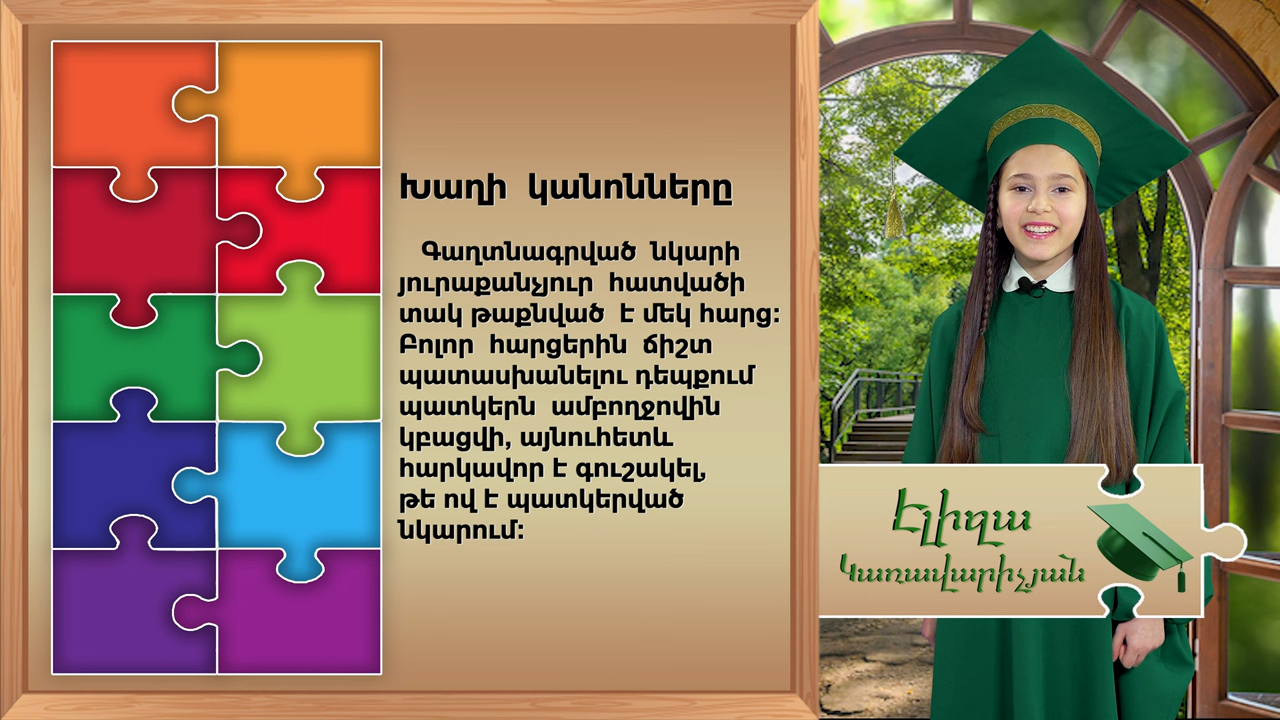 Խաղի կանոնները
Գաղտնագրված նկարի
յուրաքանչյուր հատվածի
տակ թաքնված է մեկ հարց:
Բոլոր հարցերին ճիշտ
պատասխանելու դեպքում
պատկերն ամբողջովին
կբացվի, այնուհետև
հարկավոր է գուշակել,
թե ով է պատկերված
նկարում:
Էլիզա
Կառավարիչյան